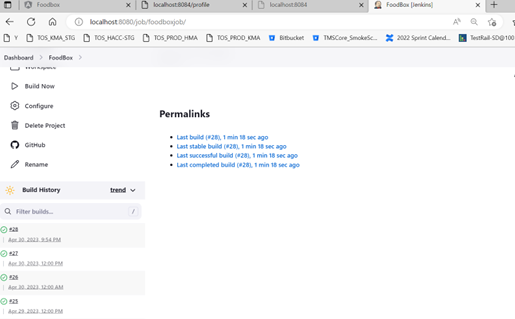 Foodbox
localhost:8084/profile
localhost:8084
FoodBox [Jenkins]
localhost:8080/job/foodboxjob/
Y
TOS_KMA_STG
TOS_HACC-STG
TOS_PROD_HMA
TOS_PROD_KMA
Bitbucket
TMSCore_SmokeSc...
2022 Sprint Calend...
TestRail-SD@100
Dashboard
FoodBox
Workspace
Build Now
Configure
Delete Project
GitHub
Rename
Build History
trend
Filter builds...
/
#28
Apr 30, 2023, 9:54 PM
#27
Apr 30, 2023, 12:00 PM
#26
Apr 30, 2023, 12:00 AM
#25
Apr 29, 2023, 12:00 PM
Permalinks
Last build (#28), 1 min 18 sec ago
Last stable build (#28), 1 min 18 sec ago
Last successful build (#28), 1 min 18 sec ago
Last completed build (#28), 1 min 18 sec ago